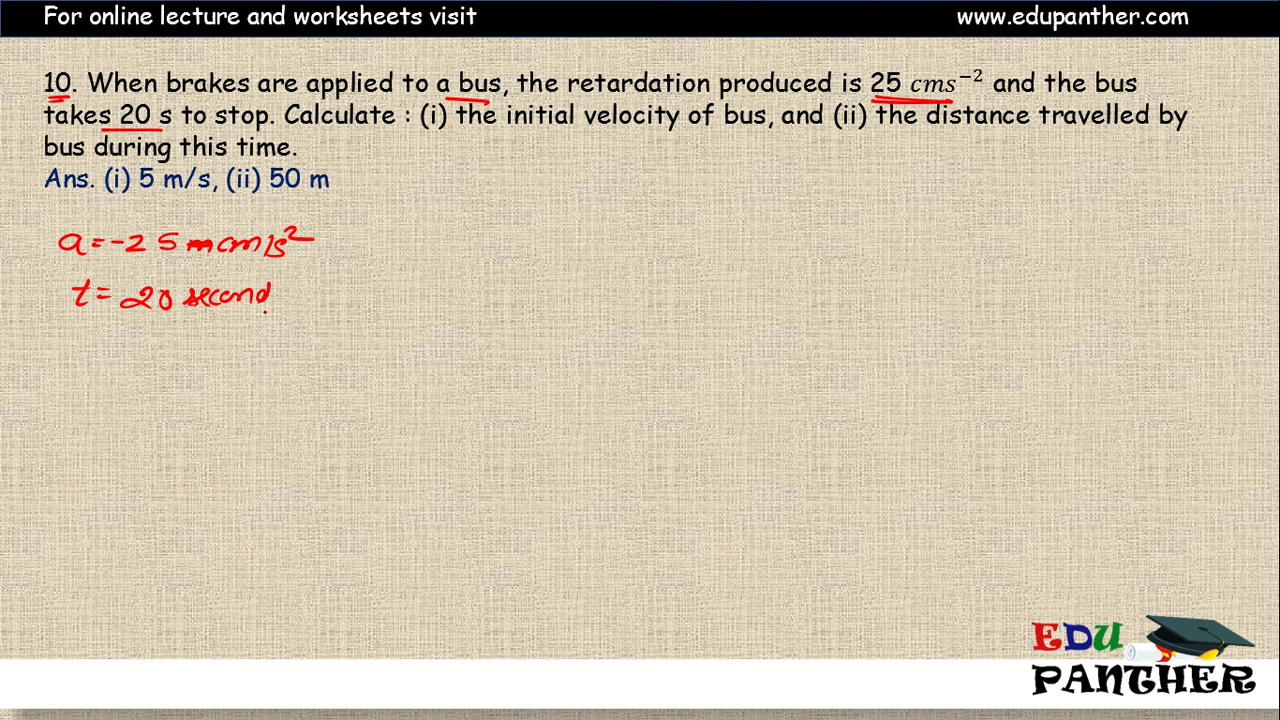 For online lecture and worksheets visit www.edupanther.com
10. When brakes are applied to a bus, the retardation produced is 25 cms⁻² and the bus
takes 20 s to stop. Calculate : (i) the initial velocity of bus, and (ii) the distance travelled by
bus during this time.
Ans. (i) 5 m/s, (ii) 50 m
a = -25 cm/s²
t = 20 second
EDU
PANTHER